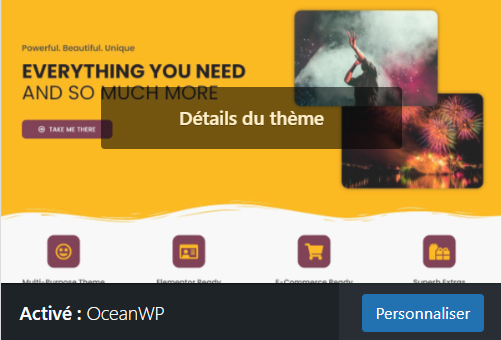 Powerful. Beautiful. Unique
EVERYTHING YOU NEED
AND SO MUCH MORE
Détails du thème
TAKE ME THERE
Multi-Purpose Theme
Elementor Ready
E-Commerce Ready
Superb Extras
Activé : OceanWP
Personnaliser